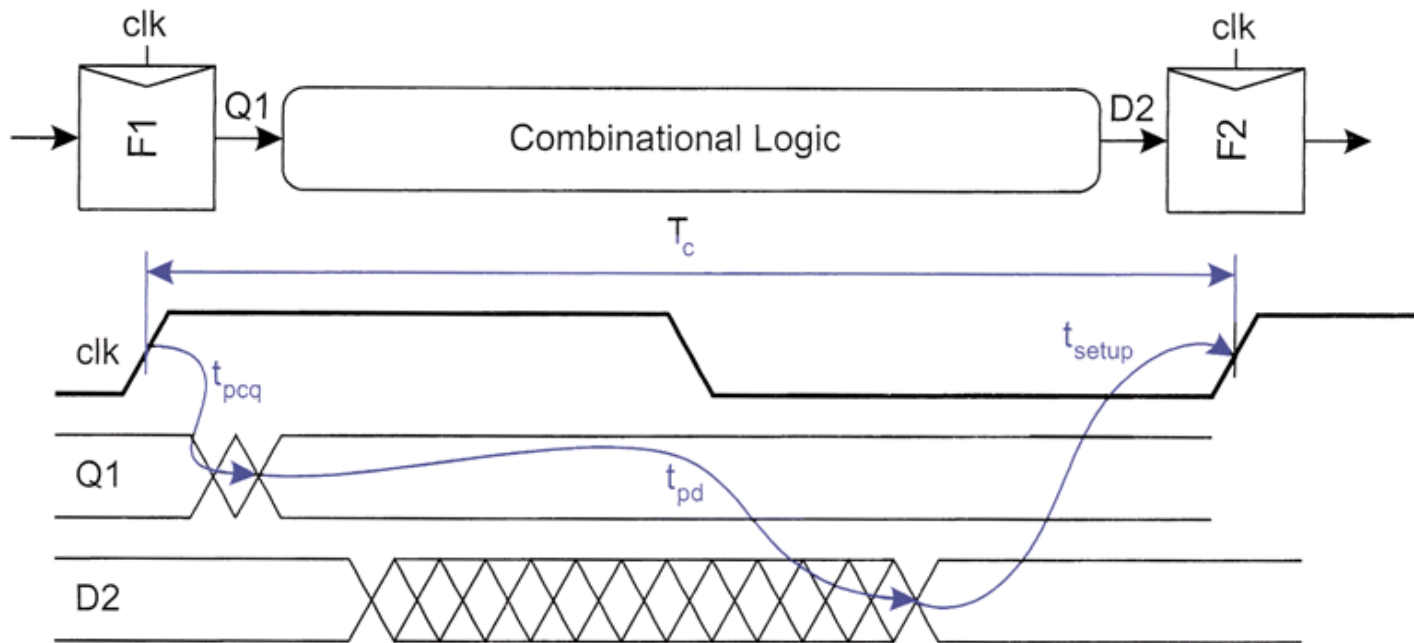 clk
clk
F1
Q1
Combinational Logic
D2
F2
Tc
clk
tpcq
tsetup
Q1
tpd
D2